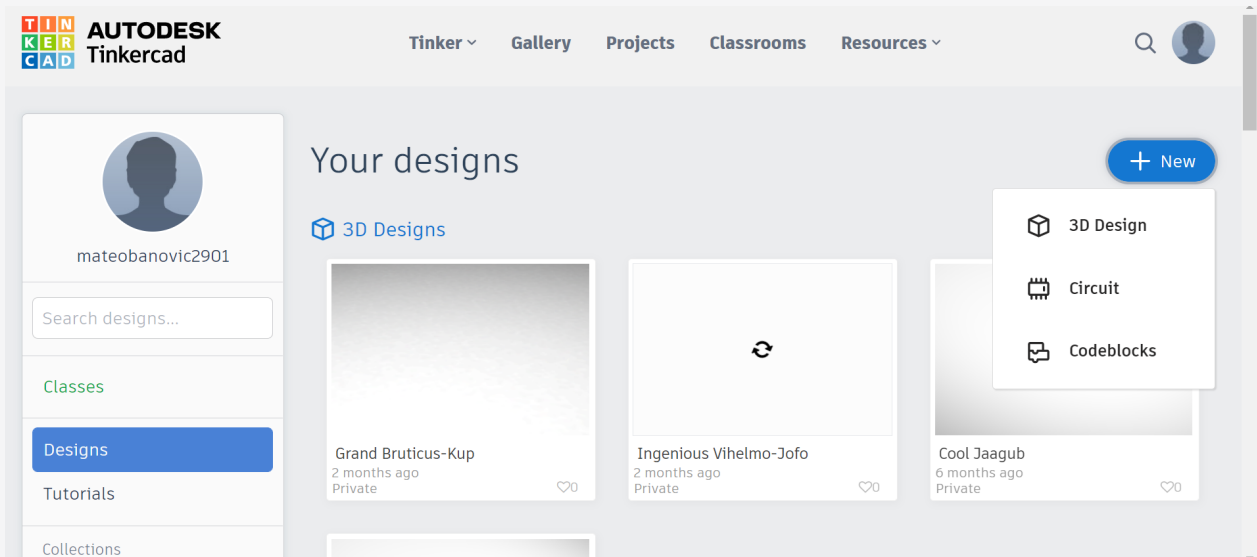 TIN
KER
CAD
AUTODESK
Tinkercad
Tinker
Gallery
Projects
Classrooms
Resources
mateobanovic2901
Search designs...
Classes
Designs
Tutorials
Collections
Your designs
New
3D Design
Circuit
Codeblocks
3D Designs
Grand Bruticus-Kup
2 months ago
Private
0
Ingenious Vihelmo-Jofo
2 months ago
Private
0
Cool Jaagub
6 months ago
Private
0